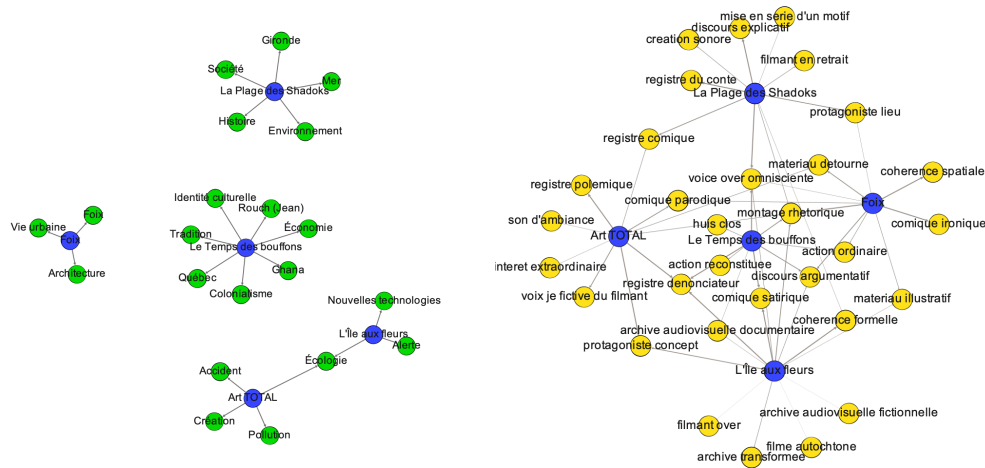 Gironde
Société
La Plage des Shadoks
Mer
Histoire
Environnement
Identité culturelle
Rouch (Jean)
Économie
Tradition
Le Temps des bouffons
Québec
Ghana
Colonialisme
Vie urbaine
Foix
Foix
Architecture
Nouvelles technologies
L'Île aux fleurs
Alerte
Écologie
Accident
Art TOTAL
Création
Pollution
mise en serie d'un motif
discours explicatif
creation sonore
filmant en retrait
registre du conte
La Plage des Shadoks
protagoniste lieu
registre comique
materiau detourne
voice over omnisciente
coherence spatiale
registre polemique
comique parodique
Foix
son d'ambiance
huis clos
montage rhetorique
comique ironique
Art TOTAL
Le Temps des bouffons
action ordinaire
interet extraordinaire
action reconstituee
discours argumentatif
registre denonciateur
voix je fictive du filmant
comique satirique
materiau illustratif
archive audiovisuelle documentaire
coherence formelle
protagoniste concept
L'Île aux fleurs
archive audiovisuelle fictionnelle
filmant over
filme autochtone
archive transformee